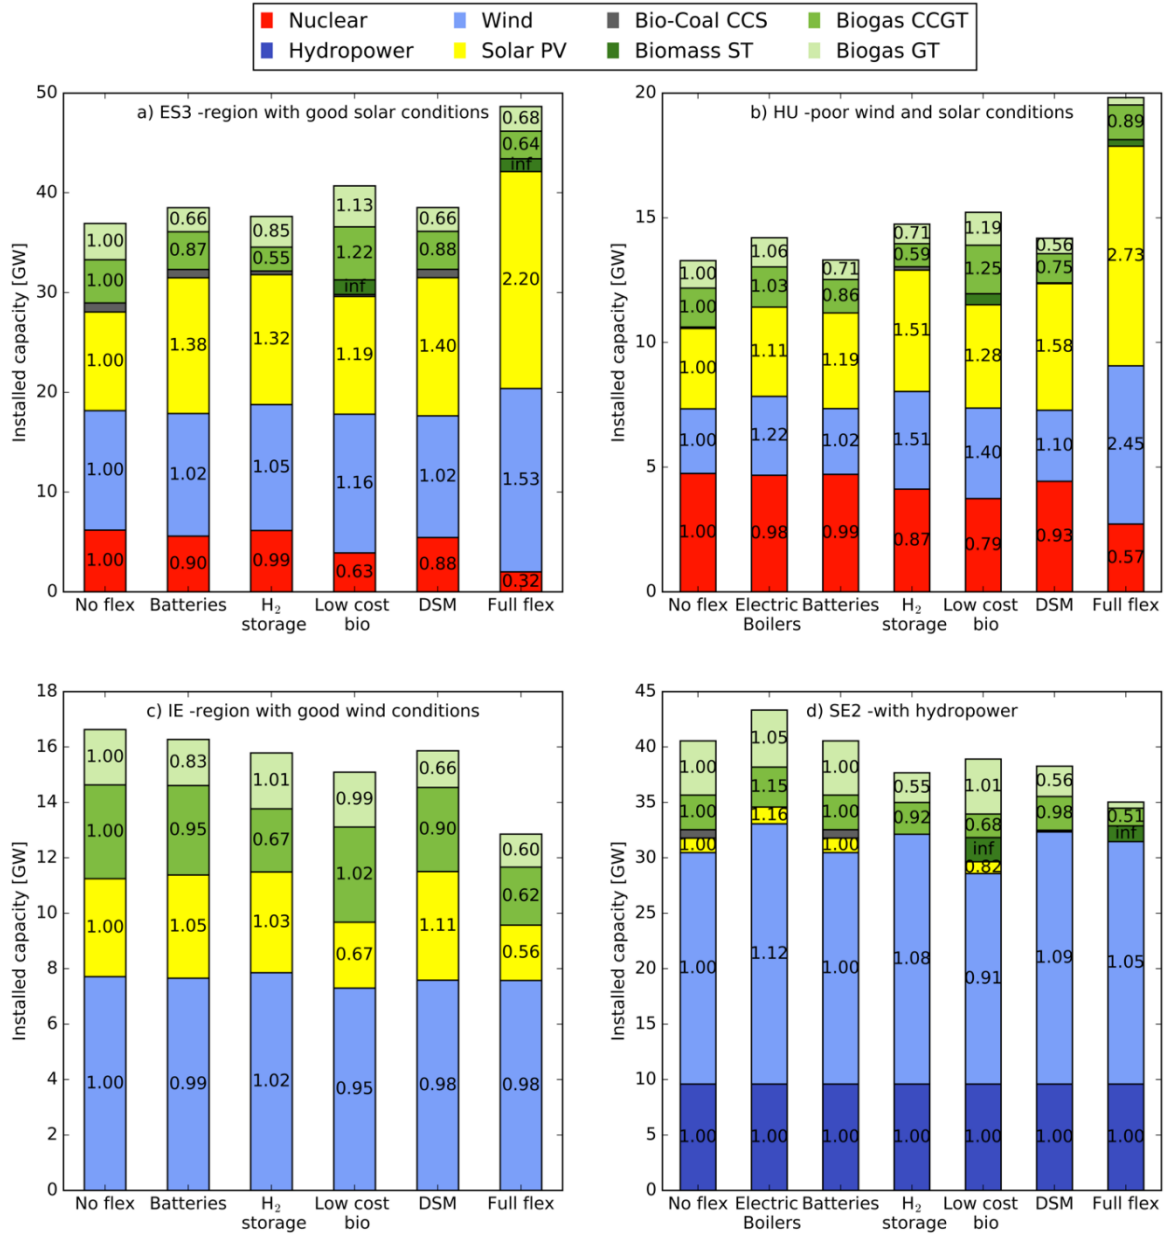 Nuclear Wind Bio-Coal CCS Biogas CCGT
Hydropower Solar PV Biomass ST Biogas GT
a) ES3 -region with good solar conditions
Installed capacity [GW]
50
40
30
20
10
0
1.00 0.66 0.85 1.13 0.66 0.68
1.00 0.87 0.55 1.22 0.88 0.64
inf inf
1.00 1.38 1.32 1.19 1.40 2.20
1.00 1.02 1.05 1.16 1.02 1.53
1.00 0.90 0.99 0.63 0.88 0.32
No flex Batteries H₂ Low cost DSM Full flex
storage bio
b) HU -poor wind and solar conditions
Installed capacity [GW]
20
15
10
5
0
1.00 1.06 0.71 0.71 1.19 0.56
1.00 1.03 0.86 0.59 1.25 0.75 0.89
1.00 1.11 1.19 1.51 1.28 1.58 2.73
1.00 1.22 1.02 1.51 1.40 1.10 2.45
1.00 0.98 0.99 0.87 0.79 0.93 0.57
No flex Electric Batteries H₂ Low cost DSM Full flex
Boilers storage bio
c) IE -region with good wind conditions
Installed capacity [GW]
18
16
14
12
10
8
6
4
2
0
1.00 0.83 1.01 0.99 0.66 0.60
1.00 0.95 0.67 1.02 0.90 0.62
1.00 1.05 1.03 0.67 1.11 0.56
1.00 0.99 1.02 0.95 0.98 0.98
No flex Batteries H₂ Low cost DSM Full flex
storage bio
d) SE2 -with hydropower
Installed capacity [GW]
45
40
35
30
25
20
15
10
5
0
1.00 1.05 1.00 0.55 1.01 0.56
1.00 1.15 1.00 0.92 0.68 0.98 0.51
inf inf
1.00 1.16 1.00 0.82
1.00 1.12 1.00 1.08 0.91 1.09 1.05
1.00 1.00 1.00 1.00 1.00 1.00 1.00
No flex Electric Batteries H₂ Low cost DSM Full flex
Boilers storage bio